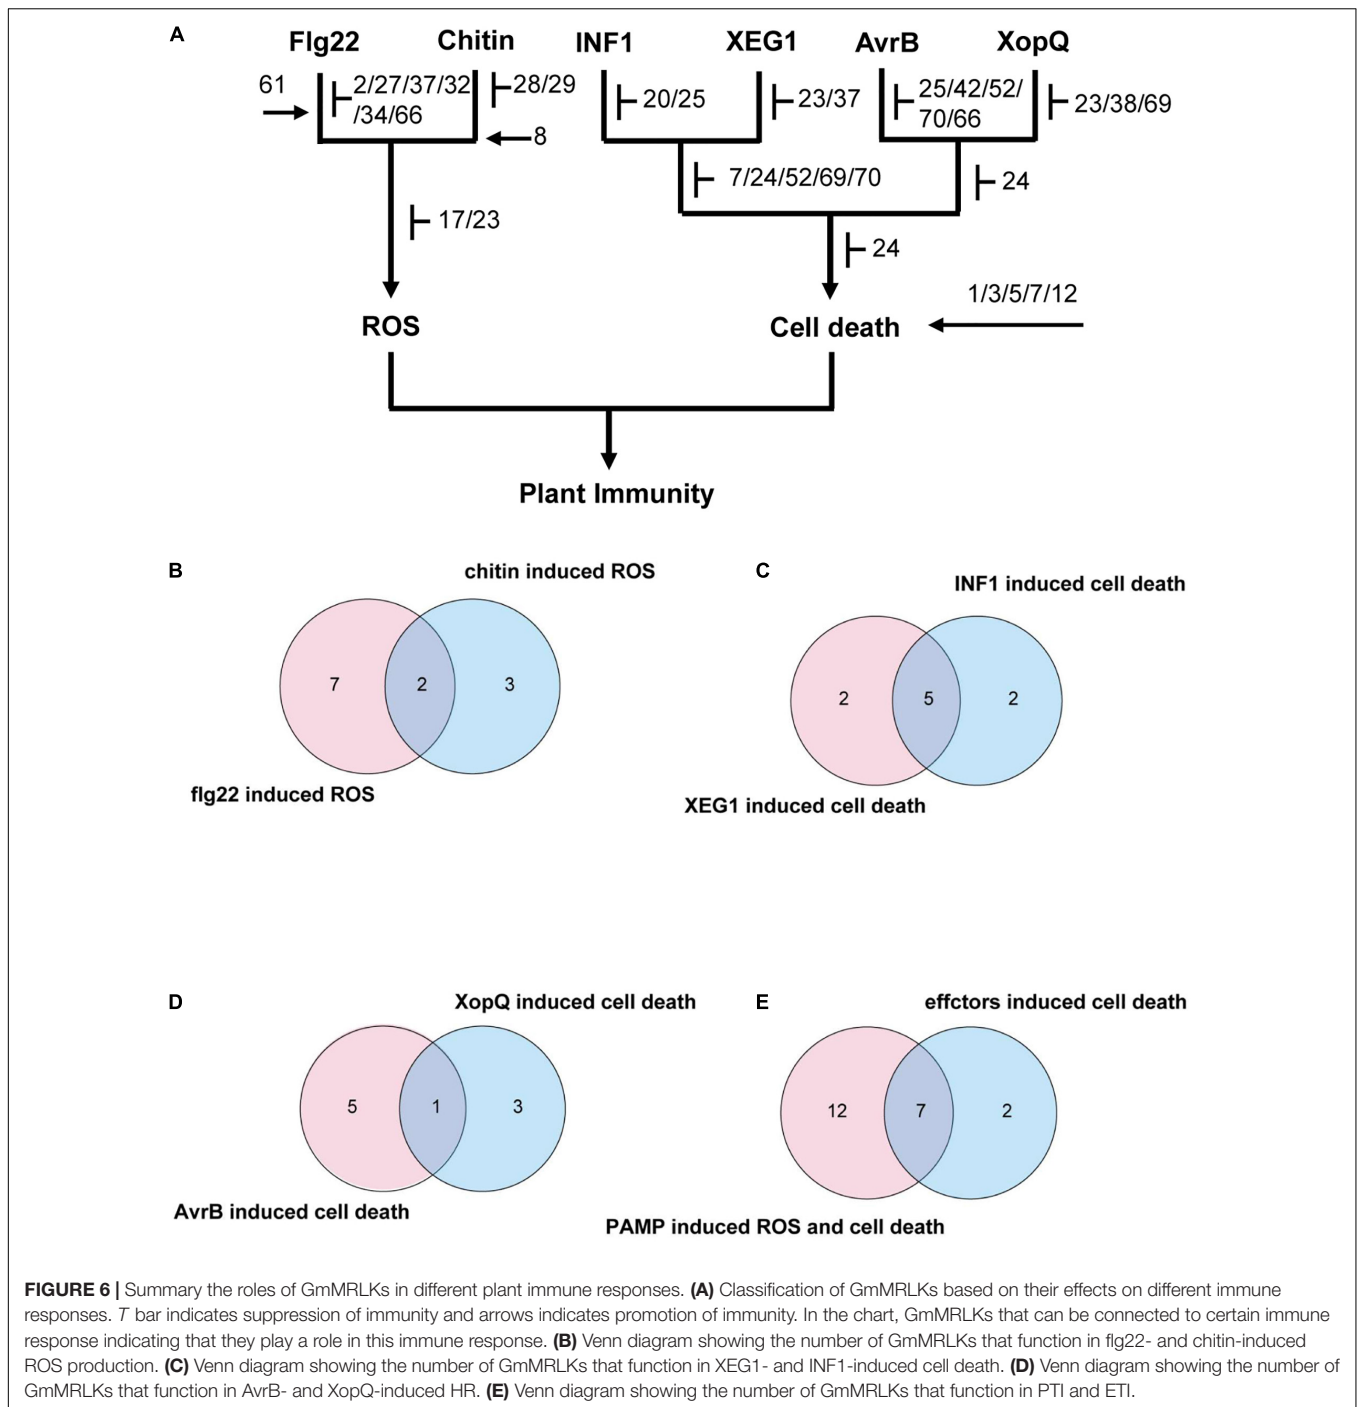 A
Flg22 Chitin INF1 XEG1 AvrB XopQ
61
2/27/37/32
/34/66
28/29
8
20/25
23/37
25/42/52/
70/66
23/38/69
7/24/52/69/70
24
17/23
24
1/3/5/7/12
ROS
Cell death
Plant Immunity
B
chitin induced ROS
7 2 3
flg22 induced ROS
C
INF1 induced cell death
2 5 2
XEG1 induced cell death
D
XopQ induced cell death
5 1 3
AvrB induced cell death
E
effctors induced cell death
12 7 2
PAMP induced ROS and cell death
FIGURE 6 | Summary the roles of GmMRLKs in different plant immune responses. (A) Classification of GmMRLKs based on their effects on different immune
responses. T bar indicates suppression of immunity and arrows indicates promotion of immunity. In the chart, GmMRLKs that can be connected to certain immune
response indicating that they play a role in this immune response. (B) Venn diagram showing the number of GmMRLKs that function in flg22- and chitin-induced
ROS production. (C) Venn diagram showing the number of GmMRLKs that function in XEG1- and INF1-induced cell death. (D) Venn diagram showing the number of
GmMRLKs that function in AvrB- and XopQ-induced HR. (E) Venn diagram showing the number of GmMRLKs that function in PTI and ETI.